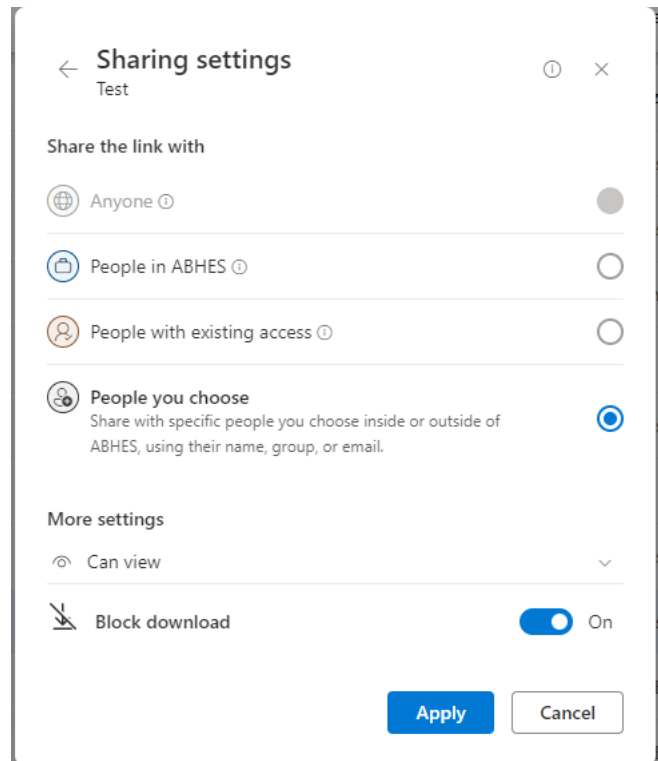 Sharing settings
Test
Share the link with
Anyone
People in ABHES
People with existing access
People you choose
Share with specific people you choose inside or outside of
ABHES, using their name, group, or email.
More settings
Can view
Block download
On
Apply
Cancel